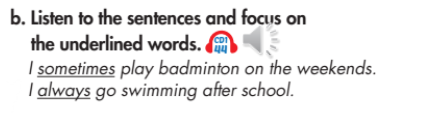 b. Listen to the sentences and focus on
the underlined words. CD1 44
I sometimes play badminton on the weekends.
I always go swimming after school.